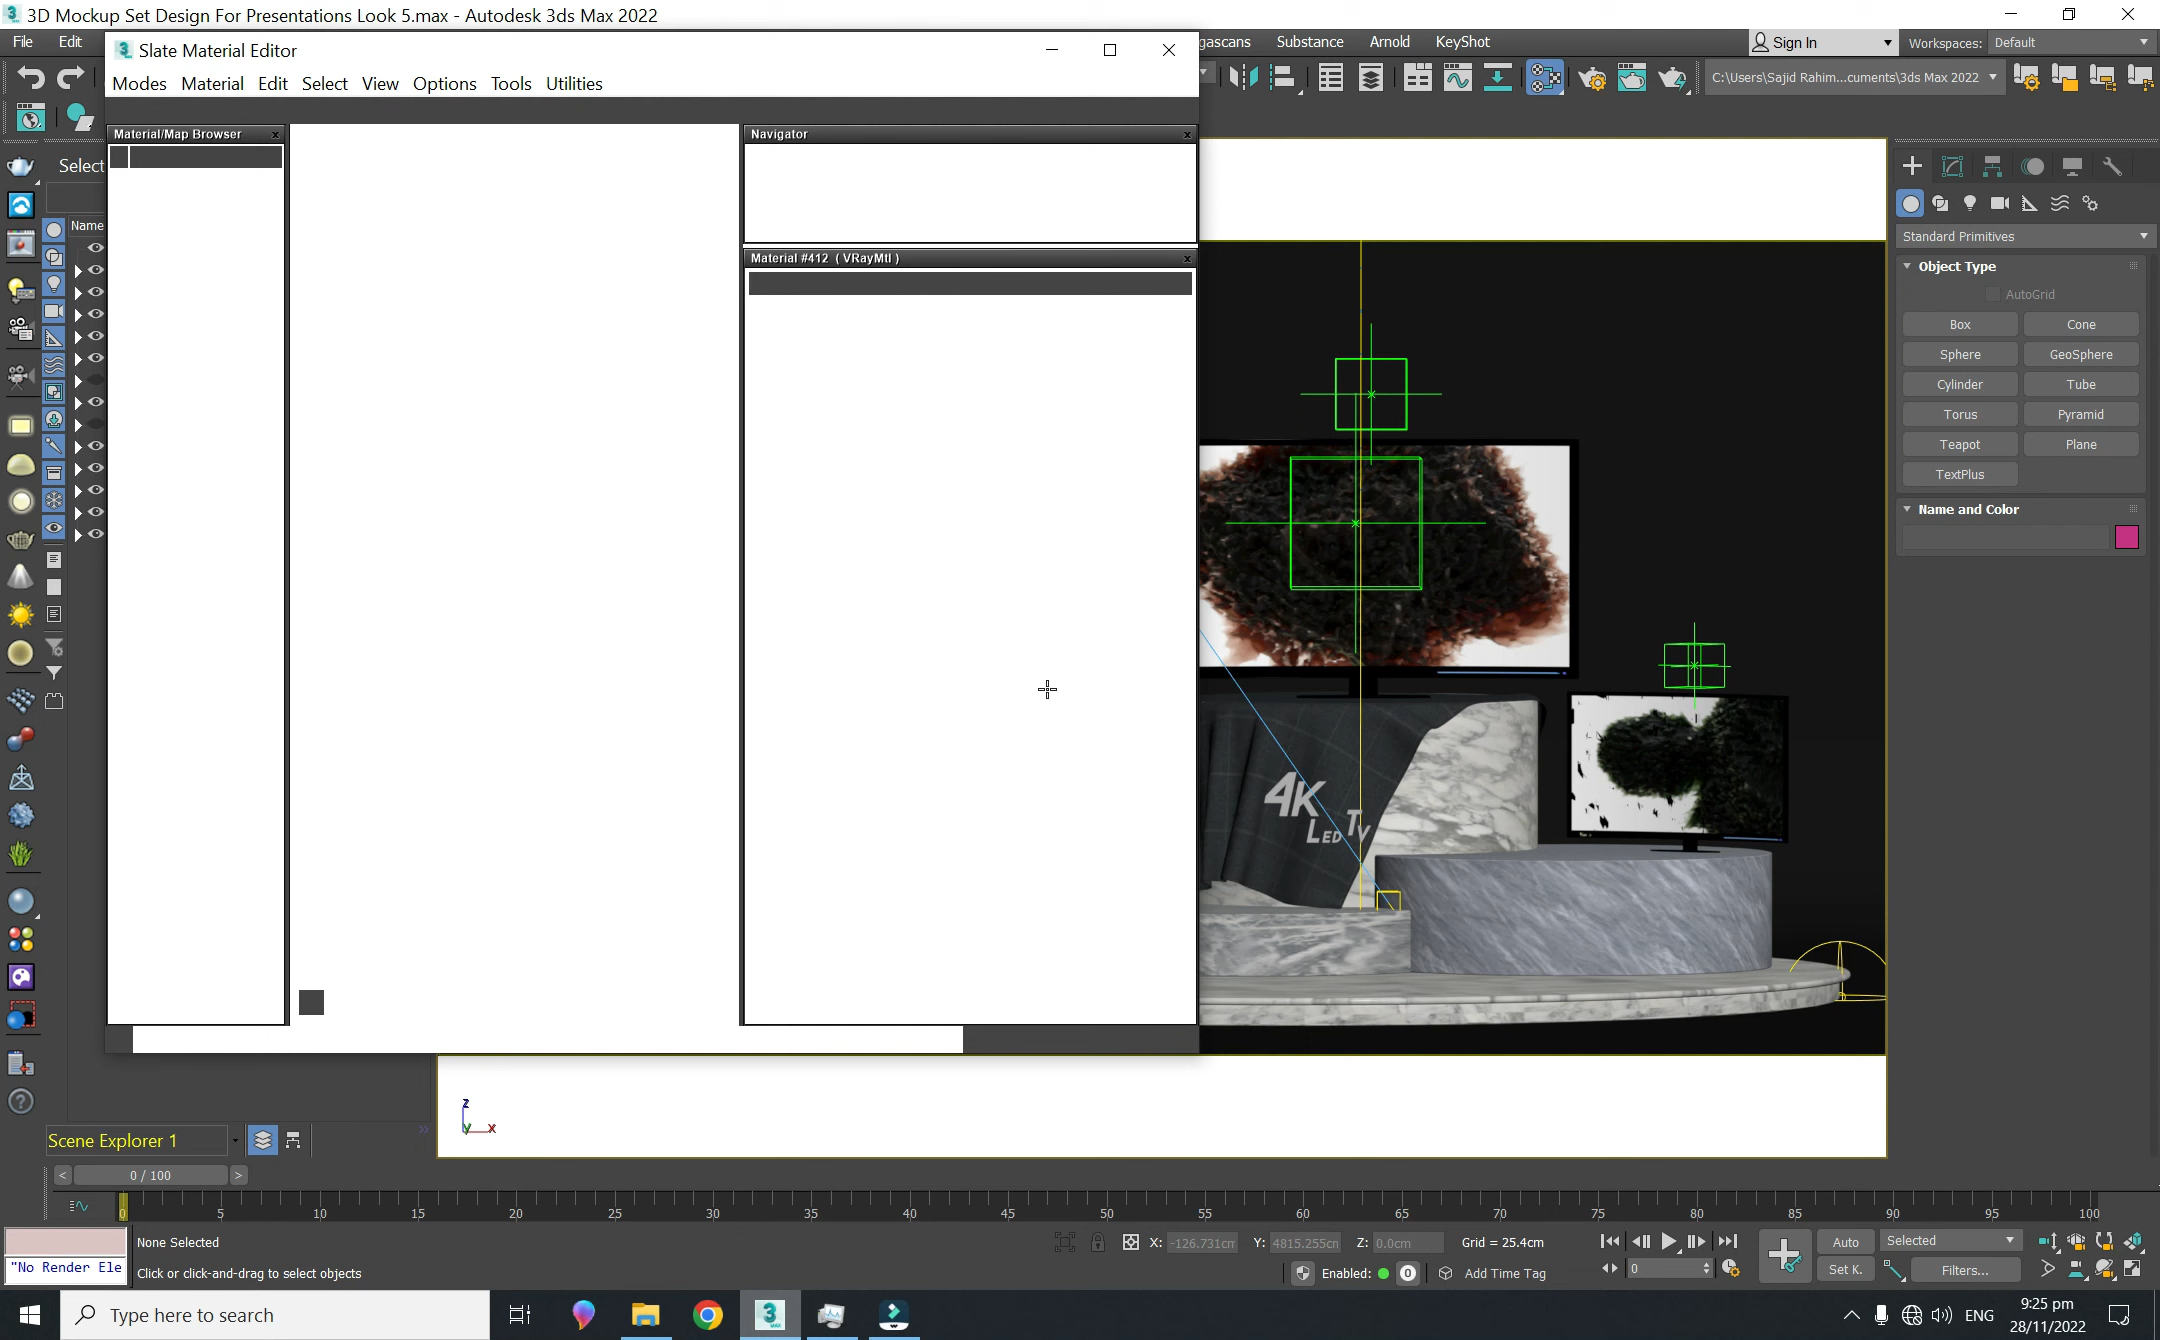 3D Mockup Set Design For Presentations Look 5.max - Autodesk 3ds Max 2022
File Edit
Slate Material Editor
gascans Substance Arnold KeyShot
Sign In
Workspaces: Default
Modes Material Edit Select View Options Tools Utilities
C:\Users\Sajid Rahim...cuments\3ds Max 2022
Material/Map Browser
Navigator
Select
Name
Material #412 ( VRayMtl )
Standard Primitives
Object Type
AutoGrid
Box Cone
Sphere GeoSphere
Cylinder Tube
Torus Pyramid
Teapot Plane
TextPlus
Name and Color
4K
LED TV
z
y x
Scene Explorer 1
0 / 100
0 5 10 15 20 25 30 35 40 45 50 55 60 65 70 75 80 85 90 95 100
None Selected
X: -126.731cm Y: 4815.255cm Z: 0.0cm Grid = 25.4cm
Auto Selected
"No Render Ele
Click or click-and-drag to select objects
Enabled: 0 Add Time Tag
0
Set K. Filters...
Type here to search
ENG
9:25 pm
28/11/2022